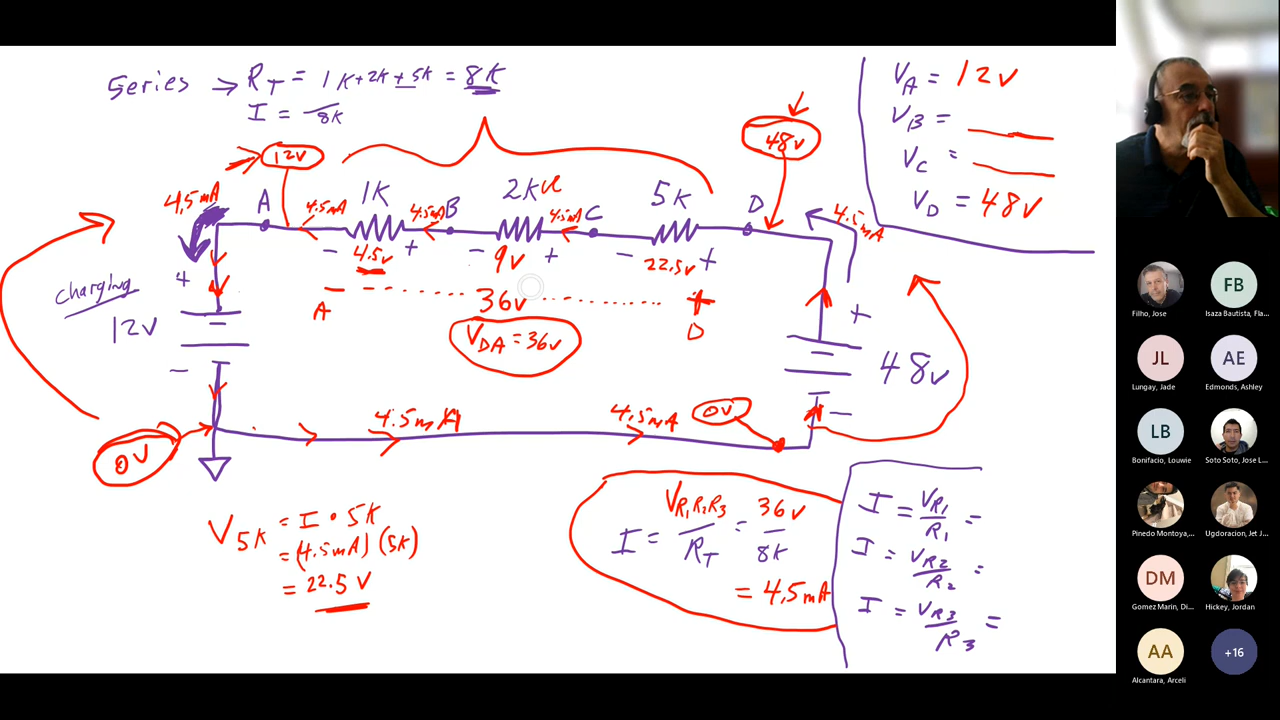 Series → RT = 1K+2K+5K = 8K
I = 8K
VA = 12V
VB =
VC =
VD = 48V
12V
48V
4.5mA
A
4.5mA
1K
4.5mA
B
2K
4.5mA
C
5K
D
4.5mA
- 4.5V +
- 9V +
- 22.5V +
charging
12V
+
-
A - 36V + D
VDA = 36V
+
48V
-
0V
4.5mA
4.5mA
0V
V5K = I • 5K
= (4.5mA) (5K)
= 22.5 V
I = VR1R2R3 / RT = 36V / 8K
= 4.5mA
I = VR1 / R1 =
I = VR2 / R2 =
I = VR3 / R3 =
Filho, Jose
FB
Isaza Bautista, Fla...
JL
Lungay, Jade
AE
Edmonds, Ashley
LB
Bonifacio, Louwie
Soto Soto, Jose L...
Pinedo Montoya,...
Ugdoracion, Jet J...
DM
Gomez Marin, Di...
Hickey, Jordan
AA
Alcantara, Arceli
+16